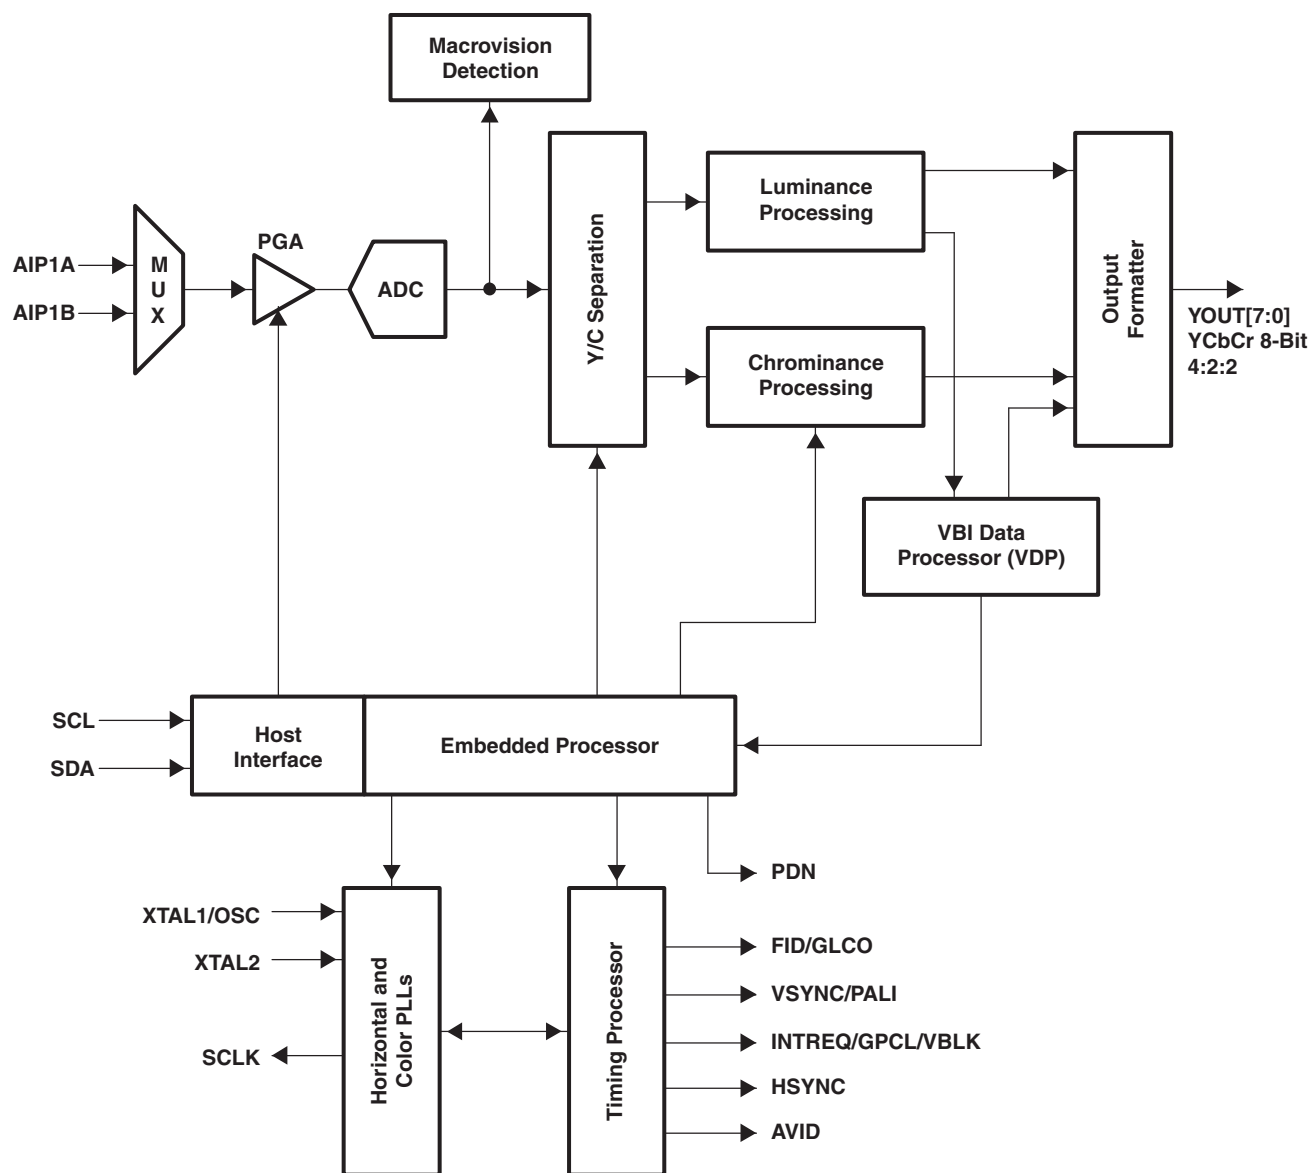 Macrovision
Detection
Luminance
Processing
PGA
AIP1A
AIP1B
M
U
X
ADC
Y/C Separation
Output
Formatter
YOUT[7:0]
YCbCr 8-Bit
4:2:2
Chrominance
Processing
VBI Data
Processor (VDP)
SCL
SDA
Host
Interface
Embedded Processor
PDN
XTAL1/OSC
XTAL2
SCLK
Horizontal and
Color PLLs
Timing Processor
FID/GLCO
VSYNC/PALI
INTREQ/GPCL/VBLK
HSYNC
AVID